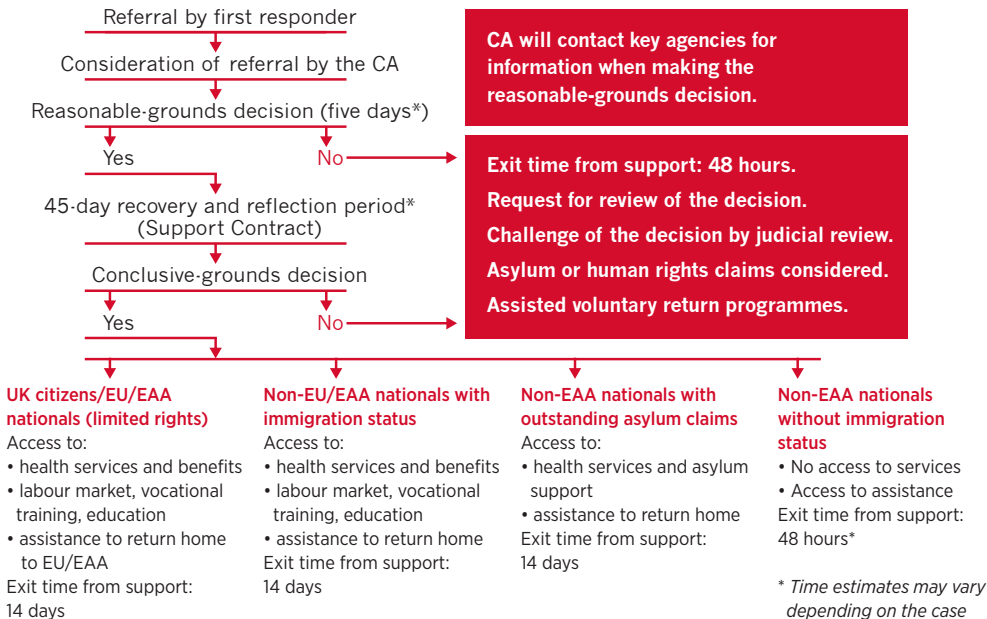 Referral by first responder
Consideration of referral by the CA
Reasonable-grounds decision (five days*)
Yes
No
45-day recovery and reflection period*
(Support Contract)
Conclusive-grounds decision
Yes
No
CA will contact key agencies for
information when making the
reasonable-grounds decision.
Exit time from support: 48 hours.
Request for review of the decision.
Challenge of the decision by judicial review.
Asylum or human rights claims considered.
Assisted voluntary return programmes.
UK citizens/EU/EAA
nationals (limited rights)
Access to:
• health services and benefits
• labour market, vocational
training, education
• assistance to return home
to EU/EAA
Exit time from support:
14 days
Non-EU/EAA nationals with
immigration status
Access to:
• health services and benefits
• labour market, vocational
training, education
• assistance to return home
Exit time from support:
14 days
Non-EAA nationals with
outstanding asylum claims
Access to:
• health services and asylum
support
• assistance to return home
Exit time from support:
14 days
Non-EAA nationals
without immigration
status
• No access to services
• Access to assistance
Exit time from support:
48 hours*
* Time estimates may vary
depending on the case